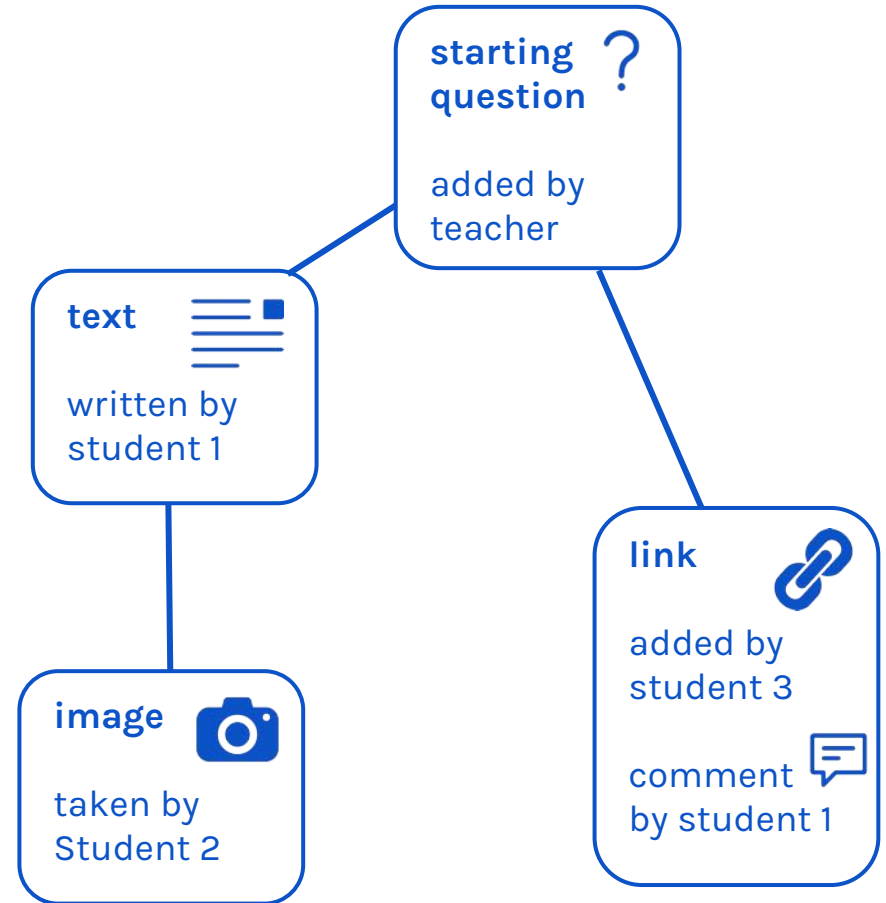 starting
question
added by
teacher
text
written by
student 1
image
taken by
Student 2
link
added by
student 3
comment
by student 1